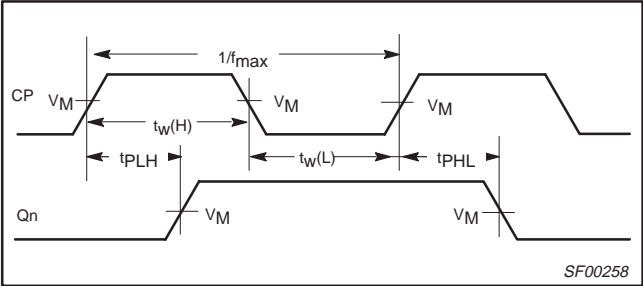 1/fmax
CP VM VM VM
tw(H)
tPLH tw(L) tPHL
Qn VM VM
SF00258